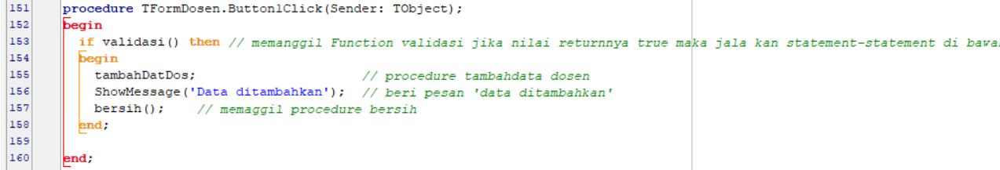 151 procedure TFormDosen.Button1Click(Sender: TObject);
152 begin
153 if validasi() then // memanggil Function validasi jika nilai returnnya true maka jala kan statement-statement di
154 begin
155 tambahDatDos; // procedure tambahdata dosen
156 ShowMessage('Data ditambahkan'); // beri pesan 'data ditambahkan'
157 bersih(); // memaggil procedure bersih
158 end;
159
160 end;